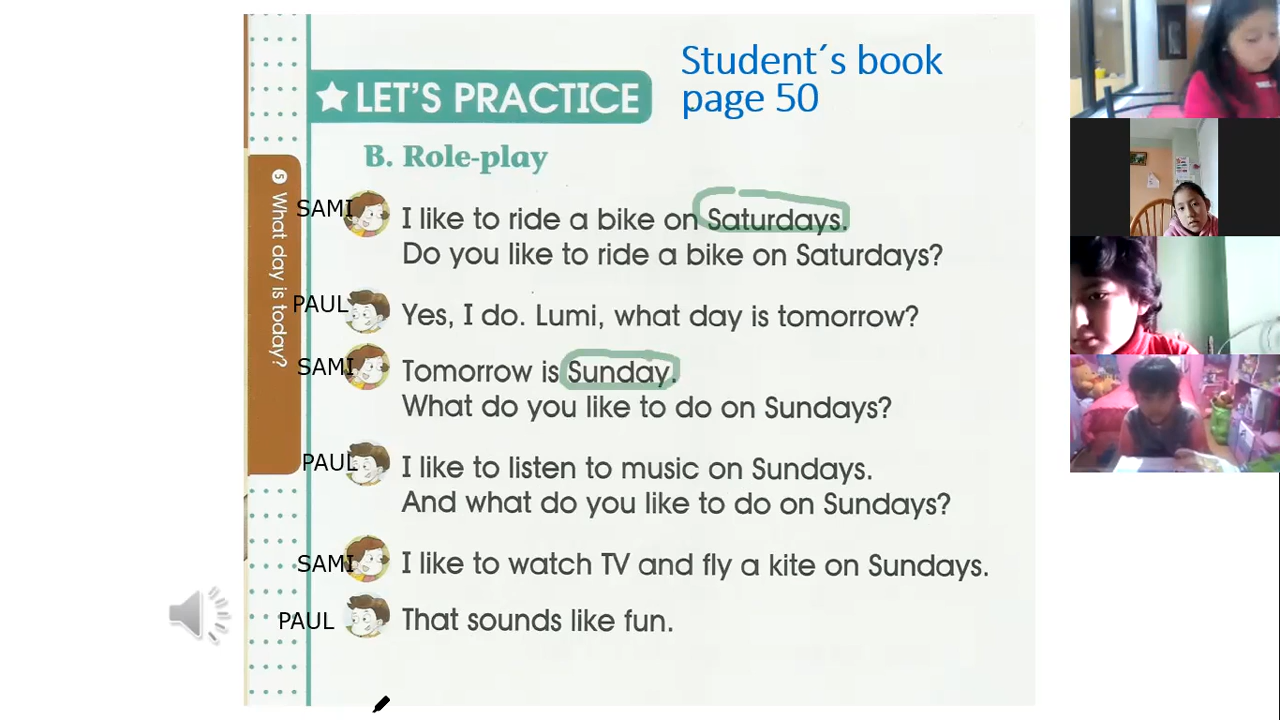 Student´s book
page 50
LET'S PRACTICE
B. Role-play
5 What day is today?
SAMI
I like to ride a bike on Saturdays.
Do you like to ride a bike on Saturdays?
PAUL
Yes, I do. Lumi, what day is tomorrow?
SAMI
Tomorrow is Sunday.
What do you like to do on Sundays?
PAUL
I like to listen to music on Sundays.
And what do you like to do on Sundays?
SAMI
I like to watch TV and fly a kite on Sundays.
PAUL
That sounds like fun.